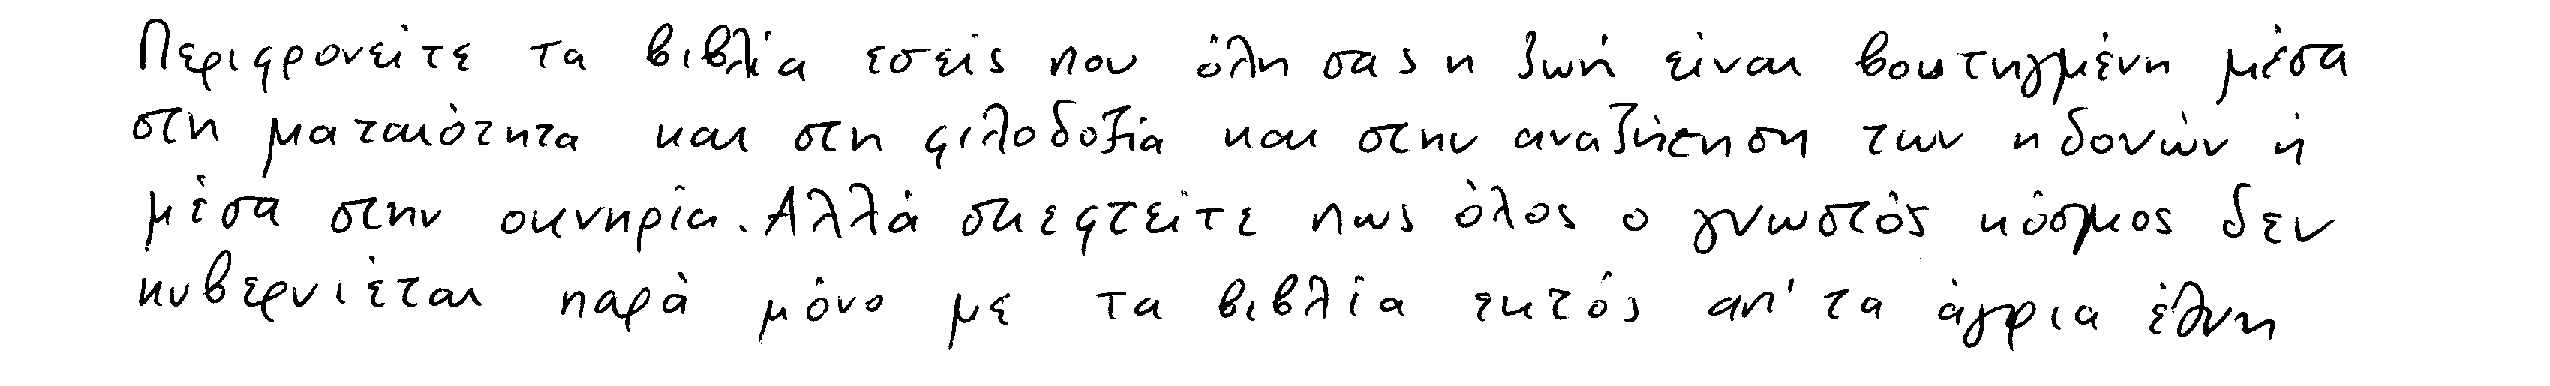 Περιφρονείτε τα βιβλία εσείς που όλη σας η ζωή είναι βουτηγμένη μέσα
στη ματαιότητα και στη φιλοδοξία και στην αναζήτηση των ηδονών ή
μέσα στην οκνηρία. Αλλά σκεφτείτε πως όλος ο γνωστός κόσμος δεν
κυβερνιέται παρά μόνο με τα βιβλία εκτός απ' τα άγρια έθνη